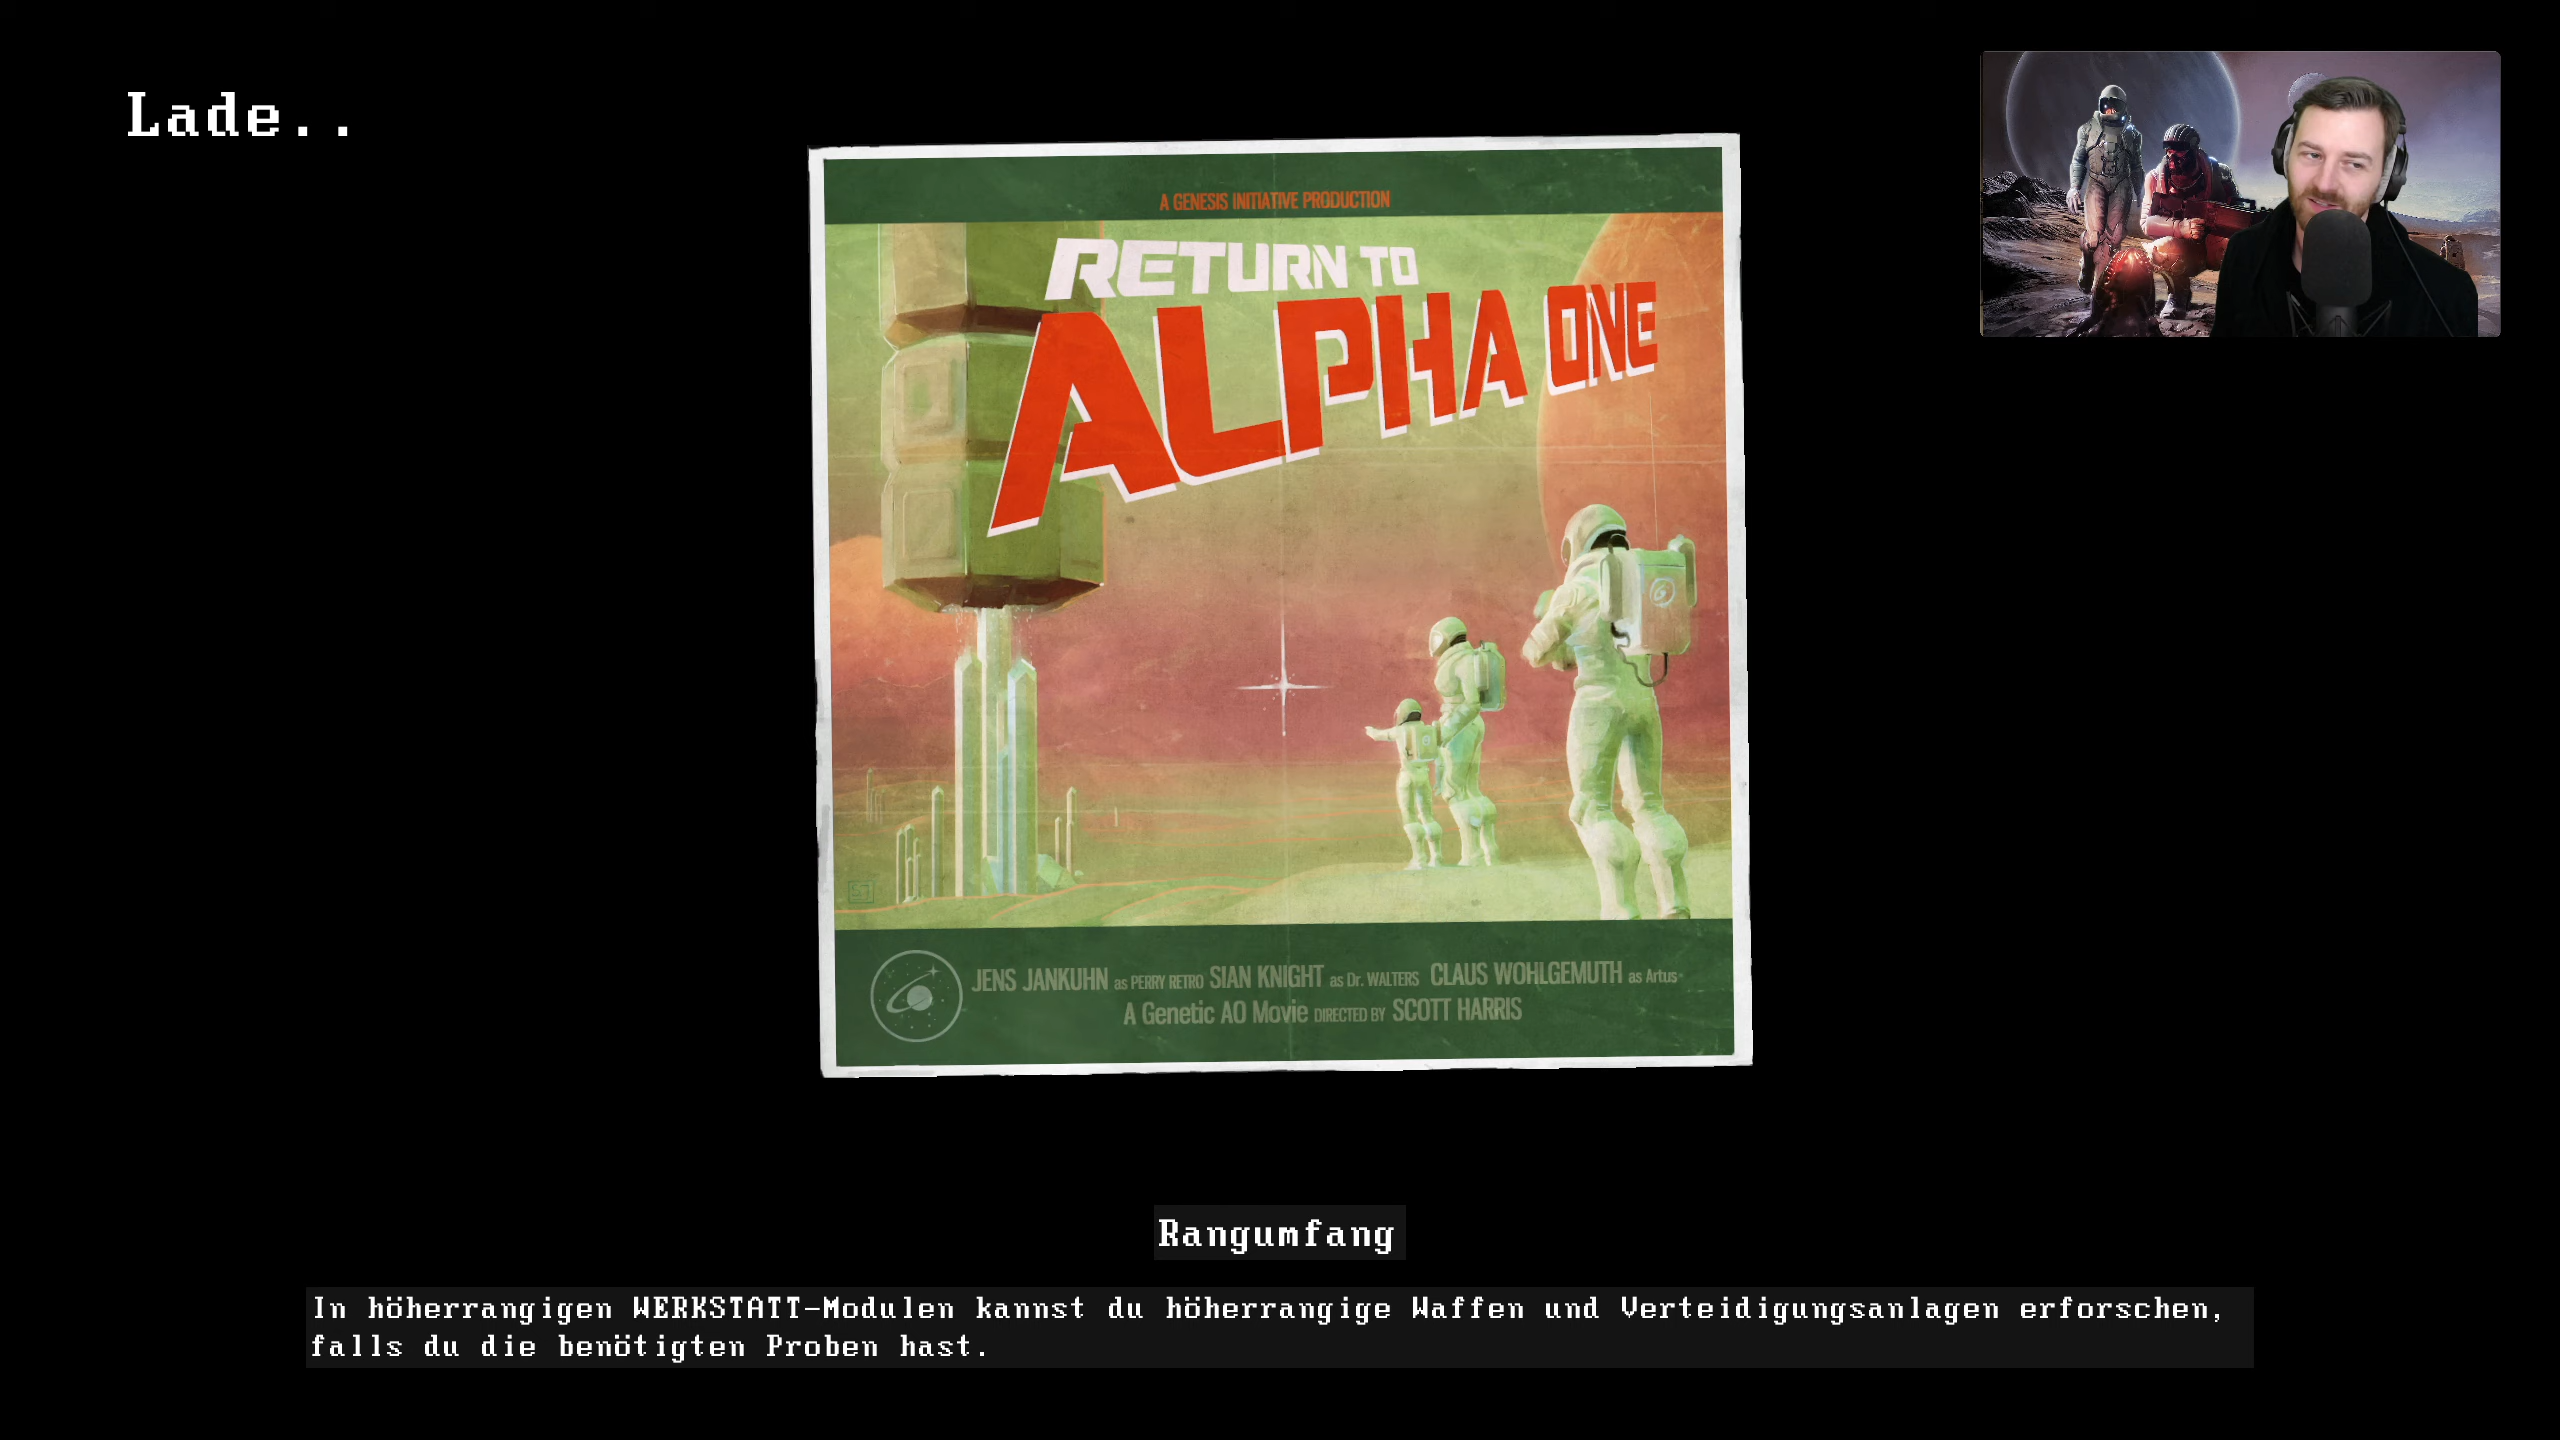 Lade..
A GENESIS INITIATIVE PRODUCTION
RETURN TO
ALPHA ONE
JENS JANKUHN as PERRY RETRO SIAN KNIGHT as Dr. WALTERS CLAUS WOHLGEMUTH as Artus
A Genetic AO Movie DIRECTED BY SCOTT HARRIS
Rangumfang
In höherrangigen WERKSTATT-Modulen kannst du höherrangige Waffen und Verteidigungsanlagen erforschen,
falls du die benötigten Proben hast.